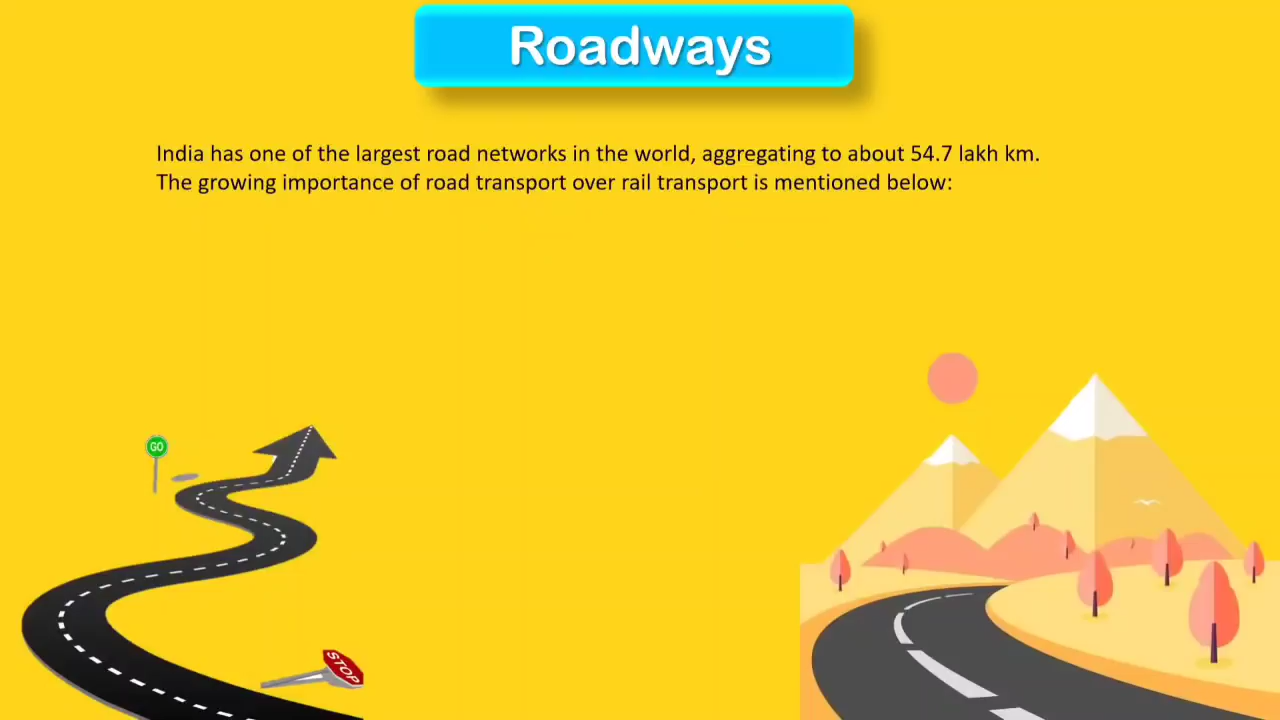 Roadways
India has one of the largest road networks in the world, aggregating to about 54.7 lakh km.
The growing importance of road transport over rail transport is mentioned below:
GO
STOP